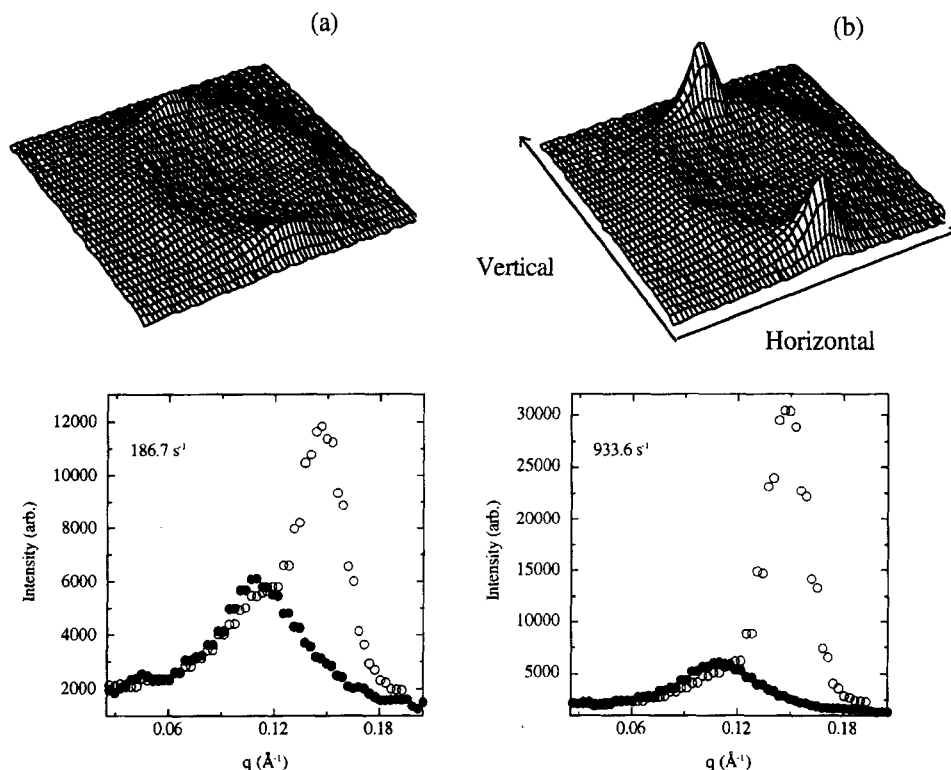 (a)
(b)
Vertical
Horizontal
12000
10000
8000
6000
4000
2000
Intensity (arb.)
186.7 s⁻¹
0.06
0.12
0.18
q (Å⁻¹)
30000
25000
20000
15000
10000
5000
Intensity (arb.)
933.6 s⁻¹
0.06
0.12
0.18
q (Å⁻¹)